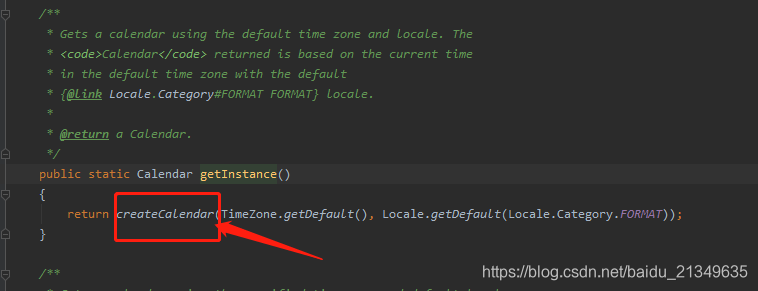 /**
* Gets a calendar using the default time zone and locale. The
* <code>Calendar</code> returned is based on the current time
* in the default time zone with the default
* {@link Locale.Category#FORMAT FORMAT} locale.
*
* @return a Calendar.
*/
public static Calendar getInstance()
{
return createCalendar(TimeZone.getDefault(), Locale.getDefault(Locale.Category.FORMAT));
}
/**
https://blog.csdn.net/baidu_21349635